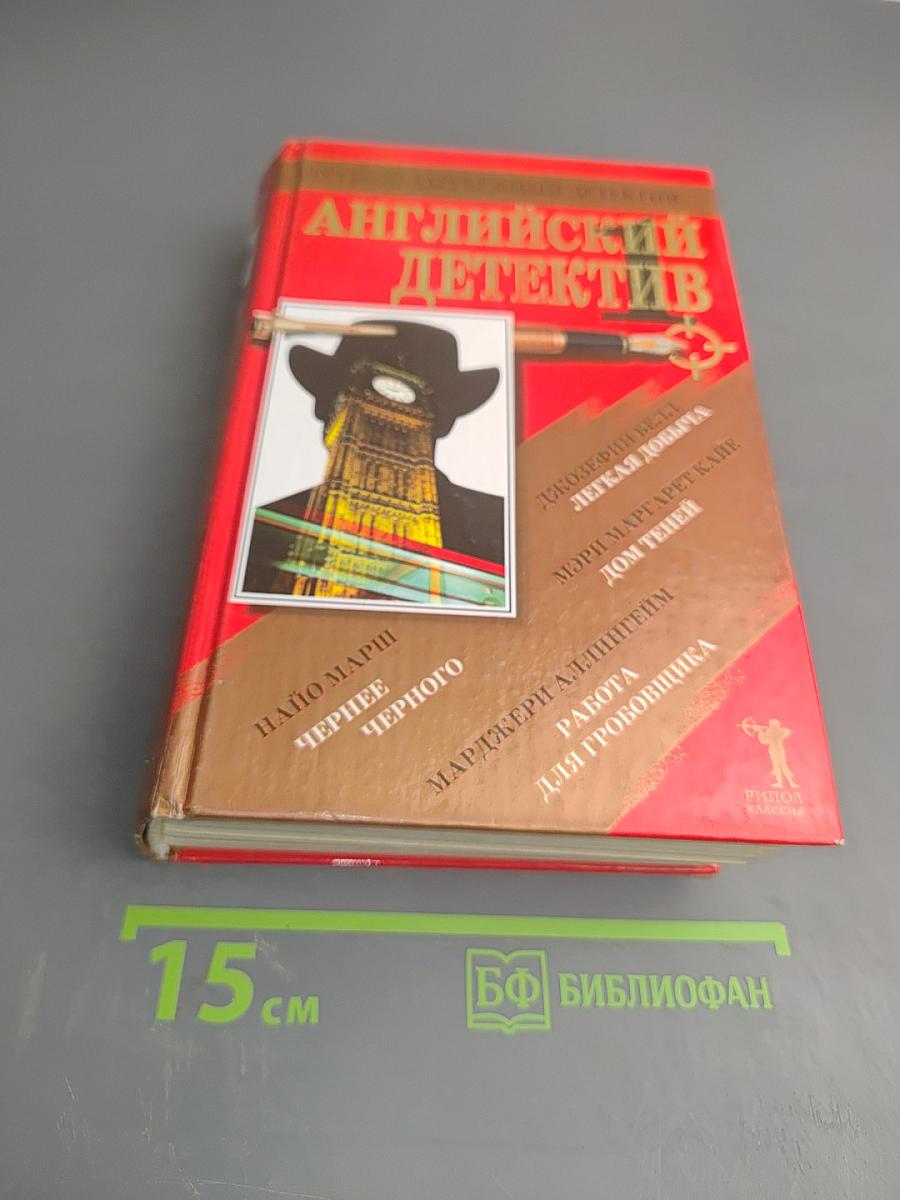 АНГЛИЙСКИЙ
ДЕТЕКТИВ
1
ДЖОЗЕФИН БЕЛЛ
ЛЕГКАЯ ДОБЫЧА
МЭРИ МАРГАРЕТ КАЙЕ
ДОМ ТЕНЕЙ
НАЙО МАРШ
ЧЕРНЕЕ
ЧЕРНОГО
МАРДЖЕРИ АЛЛИНГЕЙМ
РАБОТА
ДЛЯ ГРОБОВЩИКА
РИПОЛ
КЛАССИК
15 см
БФ БИБЛИОФАН